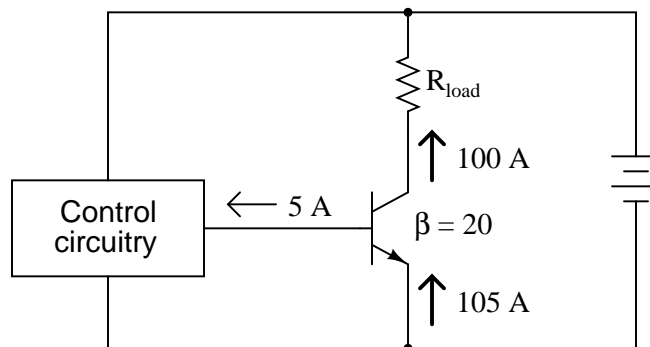 R_load
100 A
5 A
Control
circuitry
β = 20
105 A